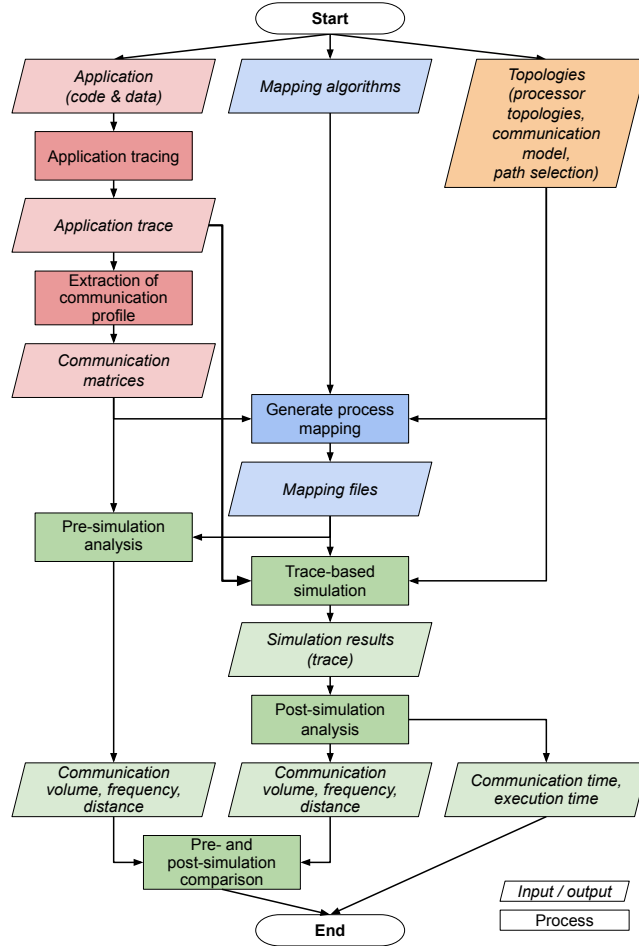 Start
Application
(code & data)
Mapping algorithms
Topologies
(processor
topologies,
communication
model,
path selection)
Application tracing
Application trace
Extraction of
communication
profile
Communication
matrices
Generate process
mapping
Mapping files
Pre-simulation
analysis
Trace-based
simulation
Simulation results
(trace)
Post-simulation
analysis
Communication
volume, frequency,
distance
Communication
volume, frequency,
distance
Communication time,
execution time
Pre- and
post-simulation
comparison
Input / output
Process
End